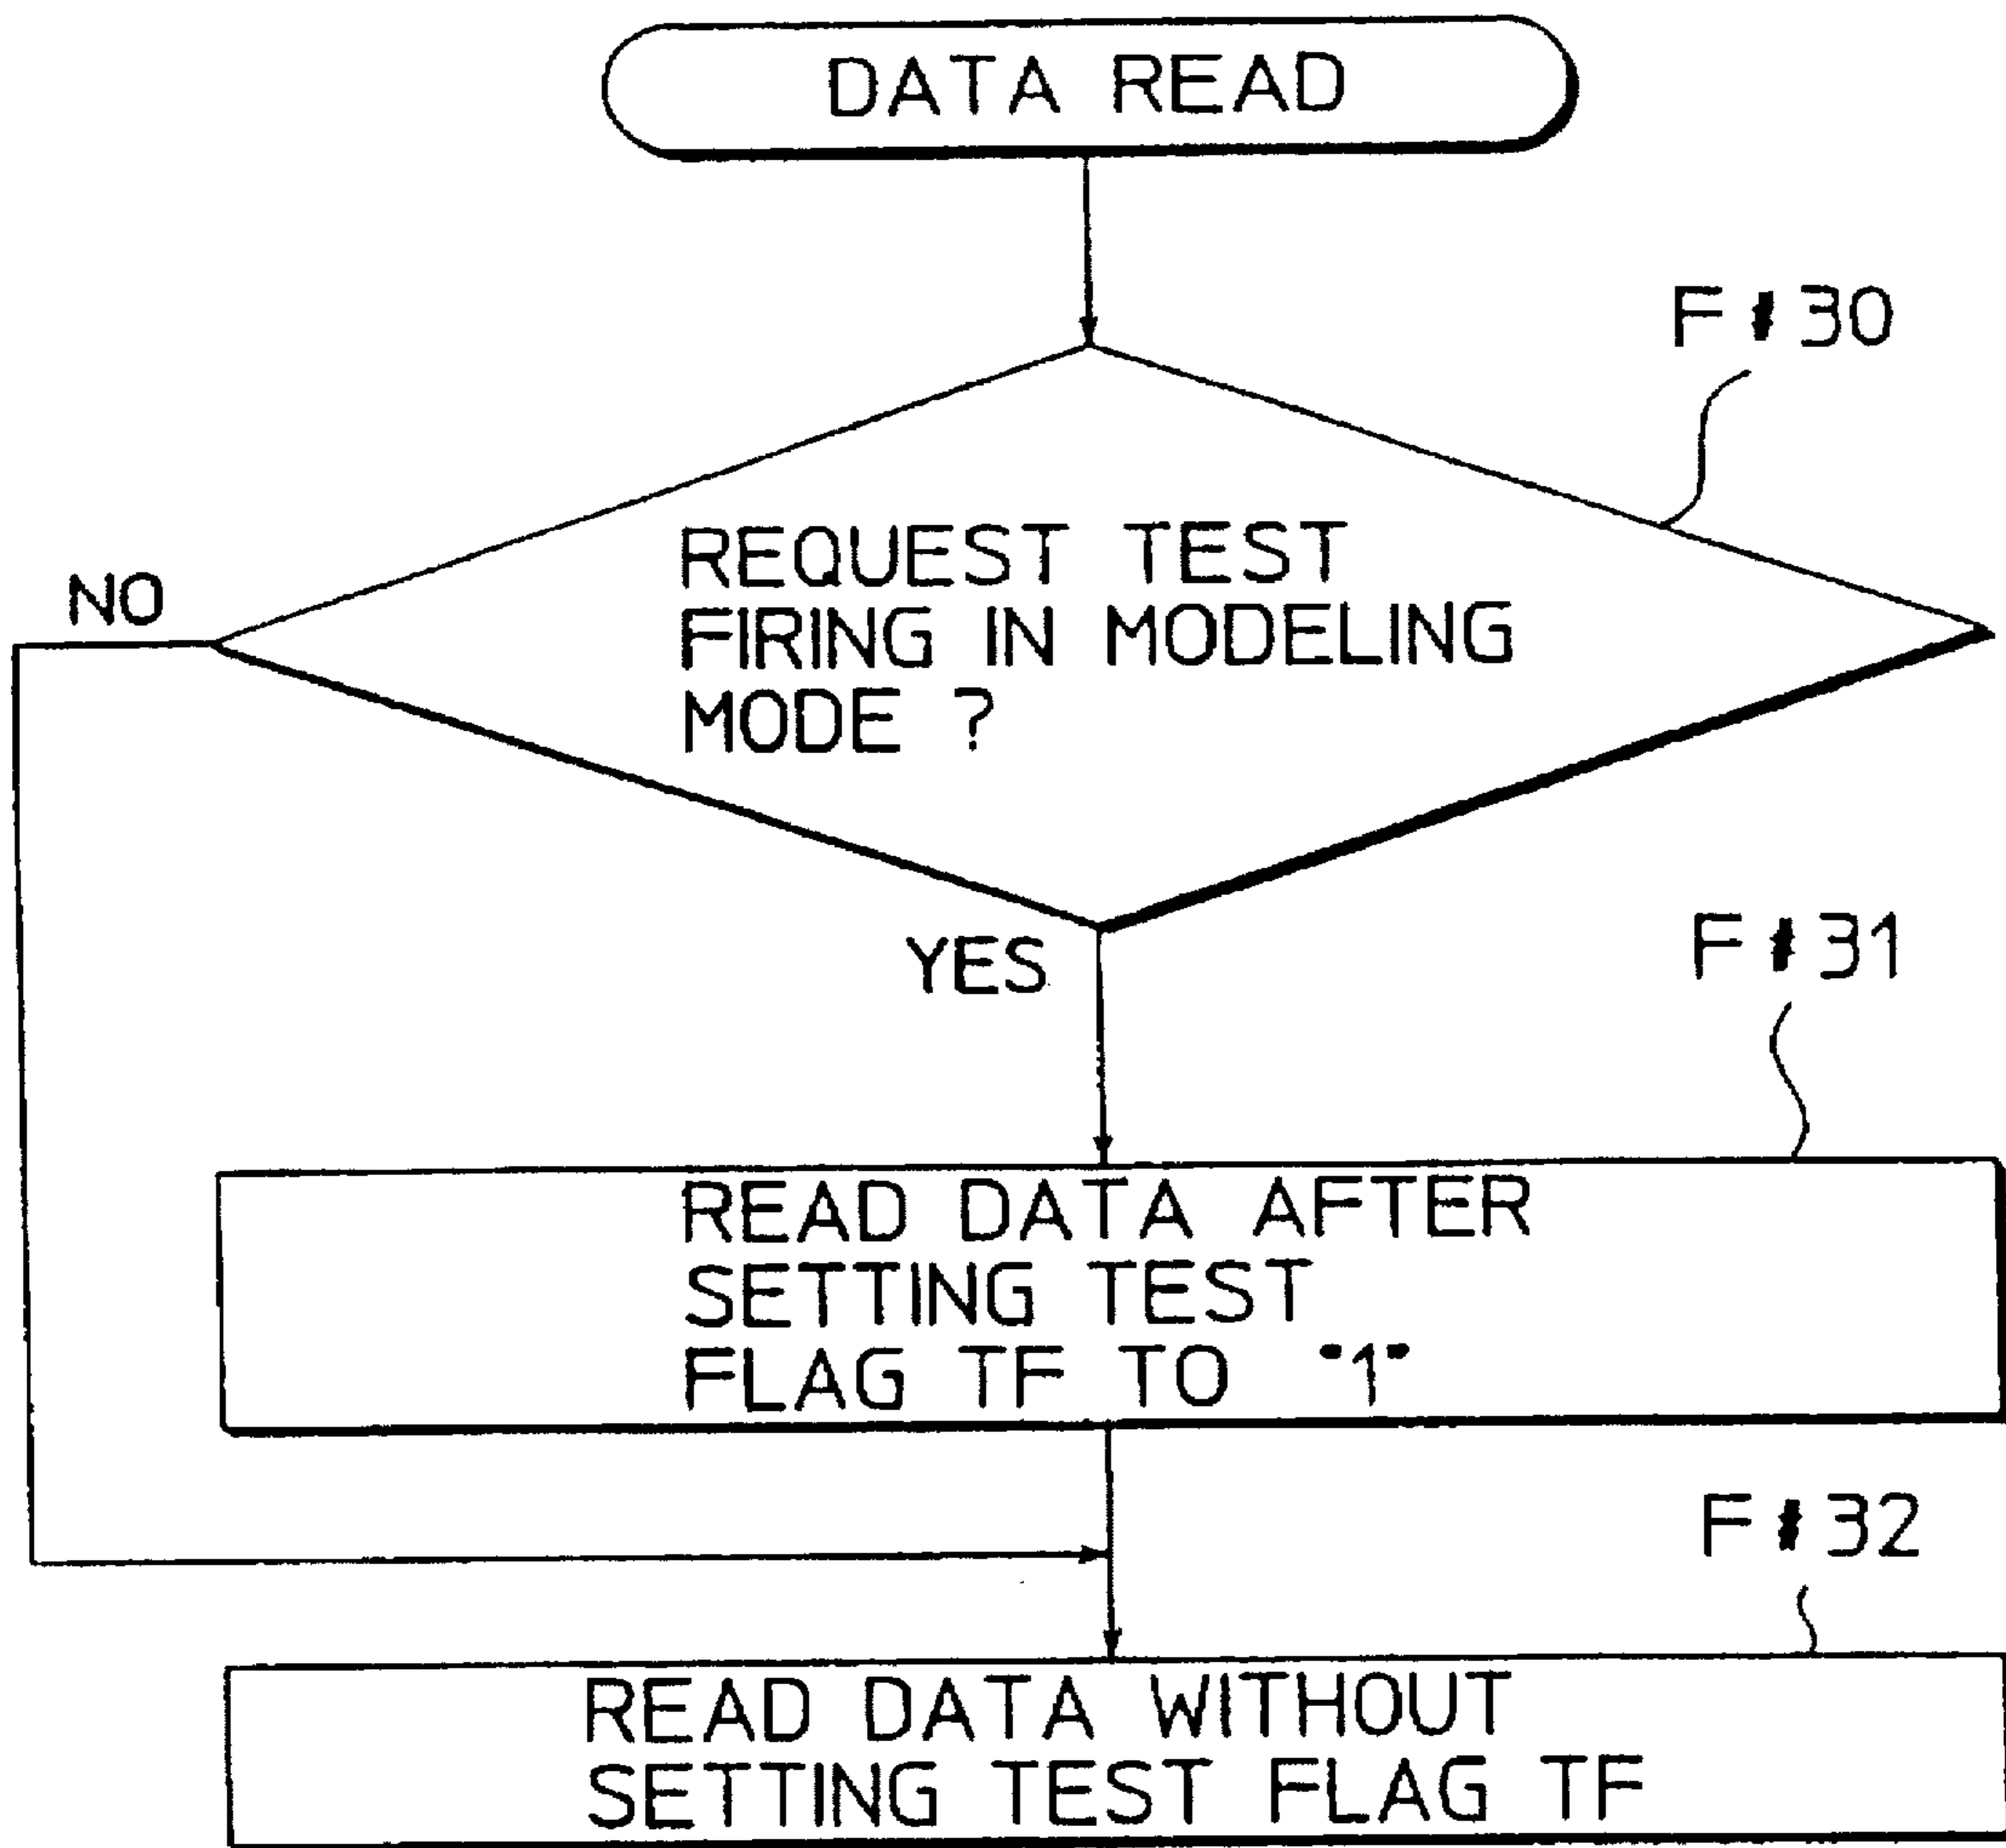 DATA READ
F#30
REQUEST TEST
FIRING IN MODELING
MODE ?
NO
YES
F#31
READ DATA AFTER
SETTING TEST
FLAG TF TO "1"
F#32
READ DATA WITHOUT
SETTING TEST FLAG TF